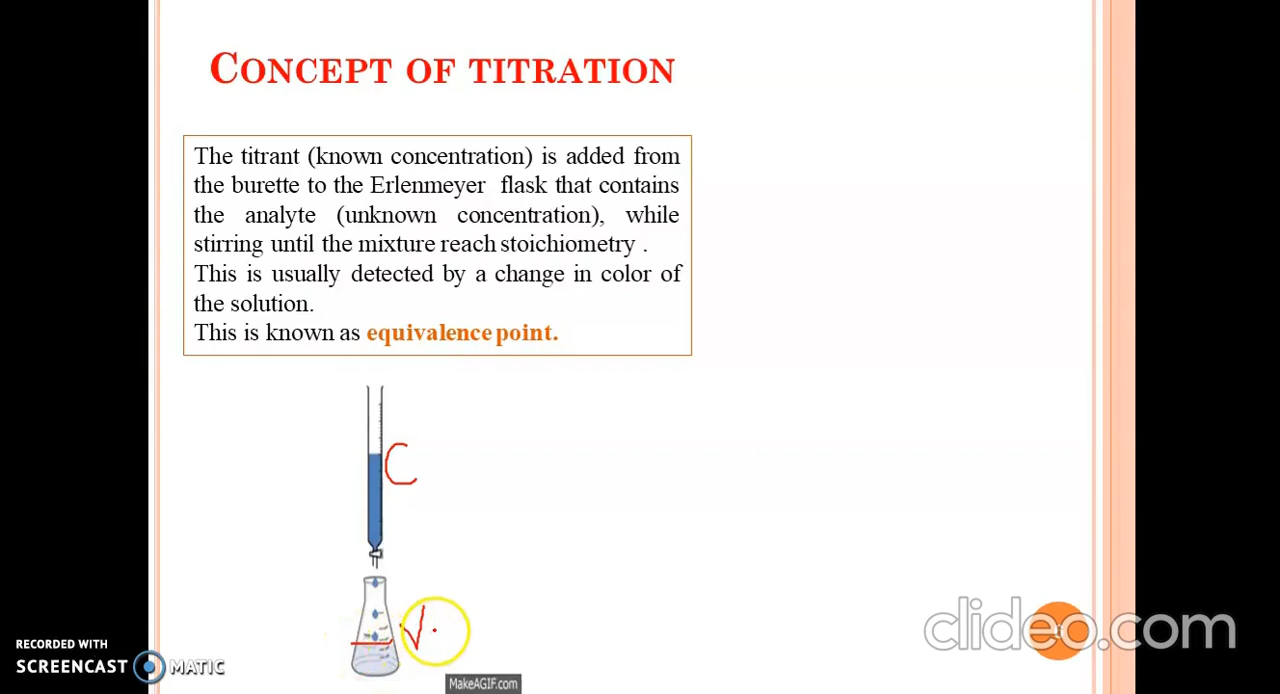 CONCEPT OF TITRATION
The titrant (known concentration) is added from
the burette to the Erlenmeyer flask that contains
the analyte (unknown concentration), while
stirring until the mixture reach stoichiometry .
This is usually detected by a change in color of
the solution.
This is known as equivalence point.
C
V
clideo.com
RECORDED WITH
SCREENCAST MATIC
MakeAGIF.com